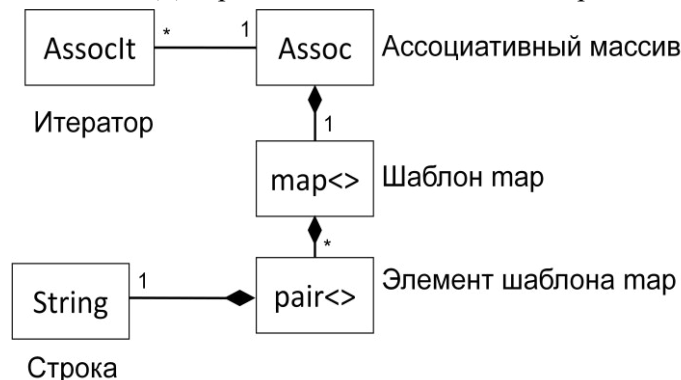 AssocIt * 1 Assoc Ассоциативный массив
Итератор
1
map<> Шаблон map
*
pair<> Элемент шаблона map
String 1
Строка